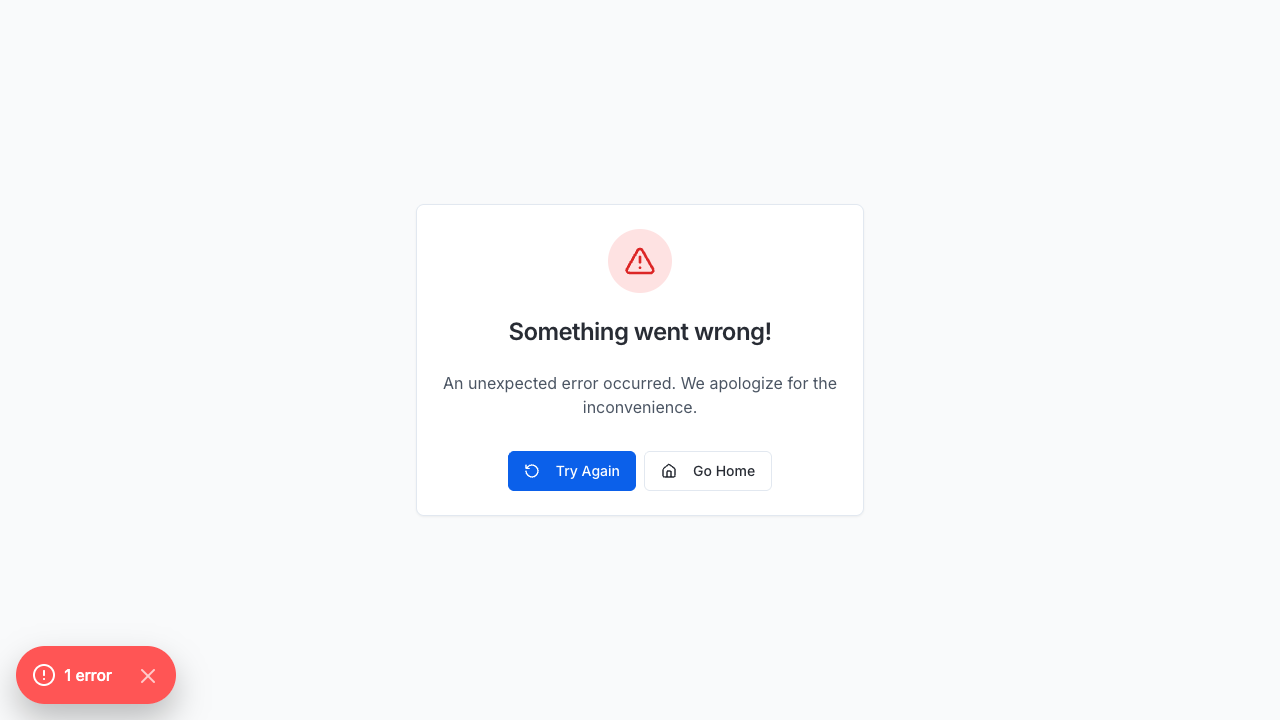 Something went wrong!
An unexpected error occurred. We apologize for the
inconvenience.
Try Again
Go Home
1 error